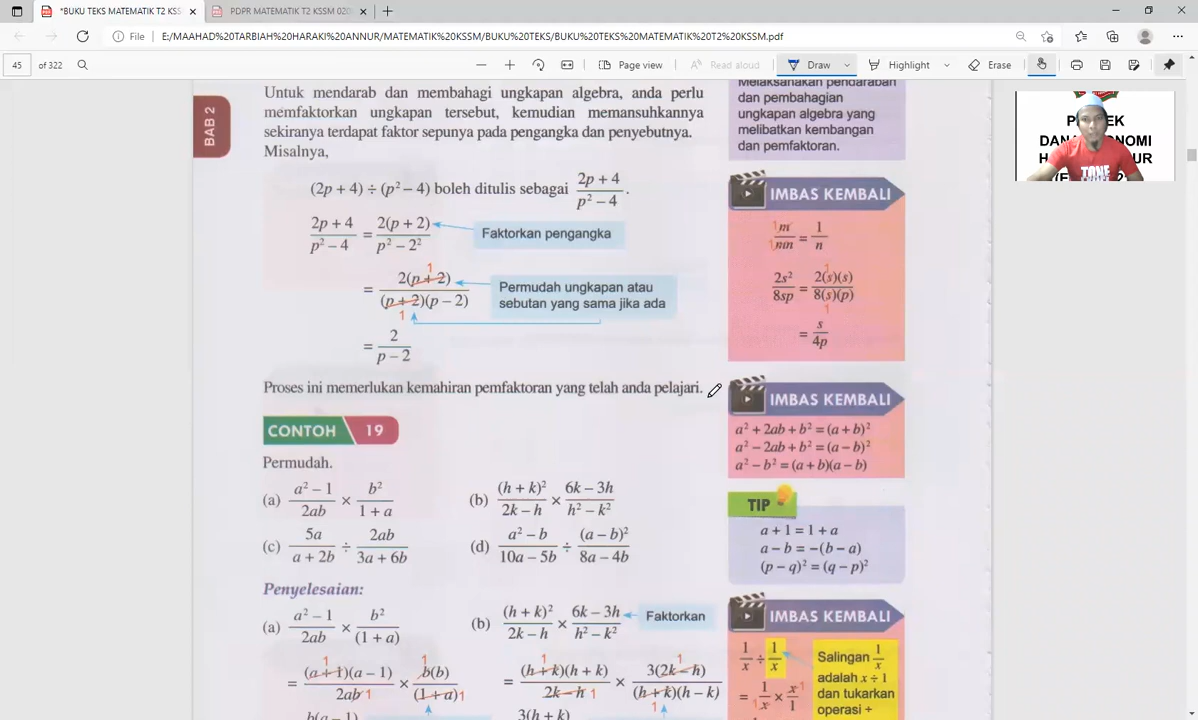 *BUKU TEKS MATEMATIK T2 KSS
PDPR MATEMATIK T2 KSSM 020
File
E:/MAAHAD%20TARBIAH%20HARAKI%20ANNUR/MATEMATIK%20KSSM/BUKU%20TEKS/BUKU%20TEKS%20MATEMATIK%20T2%20KSSM.pdf
45 of 322
Page view
Read aloud
Draw
Highlight
Erase
BAB 2
Untuk mendarab dan membahagi ungkapan algebra, anda perlu
memfaktorkan ungkapan tersebut, kemudian memansuhkannya
sekiranya terdapat faktor sepunya pada pengangka dan penyebutnya.
Misalnya,
(2p + 4) ÷ (p² – 4) boleh ditulis sebagai (2p + 4)/(p² – 4).
(2p + 4)/(p² – 4) = 2(p + 2)/(p² – 2²)
Faktorkan pengangka
= 2(p + 2)/(p + 2)(p – 2)
1
1
Permudah ungkapan atau
sebutan yang sama jika ada
= 2/(p – 2)
Proses ini memerlukan kemahiran pemfaktoran yang telah anda pelajari.
CONTOH 19
Permudah.
(a) (a² – 1)/2ab × b²/(1 + a)
(b) (h + k)²/(2k – h) × (6k – 3h)/(h² – k²)
(c) 5a/(a + 2b) ÷ 2ab/(3a + 6b)
(d) (a² – b)/(10a – 5b) ÷ (a – b)²/(8a – 4b)
Penyelesaian:
(a) (a² – 1)/2ab × b²/(1 + a)
(b) (h + k)²/(2k – h) × (6k – 3h)/(h² – k²)
Faktorkan
= (a + 1)(a – 1)/2ab × b(b)/(1 + a)
= (h + k)(h + k)/(2k – h) × 3(2k – h)/(h + k)(h – k)
b(a – 1)
3(h + k)
Melaksanakan pendaraban
dan pembahagian
ungkapan algebra yang
melibatkan kembangan
dan pemfaktoran.
IMBAS KEMBALI
m/mn = 1/n
2s²/8sp = 2(s)(s)/8(s)(p)
= s/4p
IMBAS KEMBALI
a² + 2ab + b² = (a + b)²
a² – 2ab + b² = (a – b)²
a² – b² = (a + b)(a – b)
TIP
a + 1 = 1 + a
a – b = –(b – a)
(p – q)² = (q – p)²
IMBAS KEMBALI
1/x ÷ 1/x
= 1/x × x/1
Salingan 1/x
adalah x ÷ 1
dan tukarkan
operasi ÷